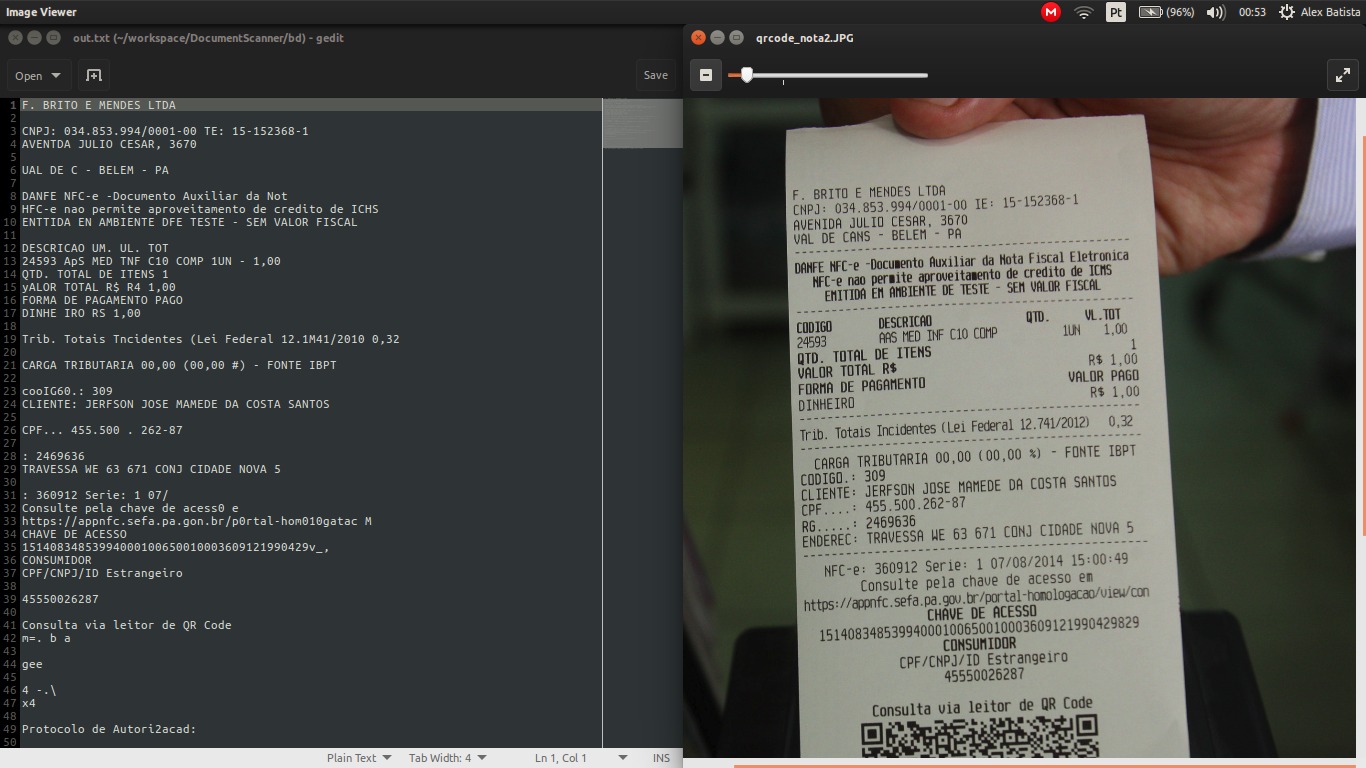 Image Viewer
Pt
(96%)
00:53
Alex Batista
out.txt (~/workspace/DocumentScanner/bd) - gedit
Open
Save
1 F. BRITO E MENDES LTDA
2
3 CNPJ: 034.853.994/0001-00 TE: 15-152368-1
4 AVENTDA JULIO CESAR, 3670
5
6 UAL DE C - BELEM - PA
7
8 DANFE NFC-e -Documento Auxiliar da Not
9 HFC-e nao permite aproveitamento de credito de ICHS
10 ENTTIDA EN AMBIENTE DFE TESTE - SEM VALOR FISCAL
11
12 DESCRICAO UM. UL. TOT
13 24593 ApS MED TNF C10 COMP 1UN - 1,00
14 QTD. TOTAL DE ITENS 1
15 yALOR TOTAL R$ R4 1,00
16 FORMA DE PAGAMENTO PAGO
17 DINHE IRO RS 1,00
18
19 Trib. Totais Tncidentes (Lei Federal 12.1M41/2010 0,32
20
21 CARGA TRIBUTARIA 00,00 (00,00 #) - FONTE IBPT
22
23 cooIG60.: 309
24 CLIENTE: JERFSON JOSE MAMEDE DA COSTA SANTOS
25
26 CPF... 455.500 . 262-87
27
28 : 2469636
29 TRAVESSA WE 63 671 CONJ CIDADE NOVA 5
30
31 : 360912 Serie: 1 07/
32 Consulte pela chave de acess0 e
33 https://appnfc.sefa.pa.gon.br/p0rtal-hom010gatac M
34 CHAVE DE ACESSO
35 15140834853994000100650010003609121990429v_,
36 CONSUMIDOR
37 CPF/CNPJ/ID Estrangeiro
38
39 45550026287
40
41 Consulta via leitor de QR Code
42 m=. b a
43
44 gee
45
46 4 -.\
47 x4
48
49 Protocolo de Autori2acad:
50
Plain Text
Tab Width: 4
Ln 1, Col 1
INS
qrcode_nota2.JPG
F. BRITO E MENDES LTDA
CNPJ: 034.853.994/0001-00 IE: 15-152368-1
AVENIDA JULIO CESAR, 3670
VAL DE CANS - BELEM - PA
DANFE NFC-e -Documento Auxiliar da Nota Fiscal Eletronica
NFC-e nao permite aproveitamento de credito de ICMS
EMITIDA EM AMBIENTE DE TESTE - SEM VALOR FISCAL
CODIGO DESCRICAO QTD. VL.TOT
24593 AAS MED INF C10 COMP 1UN 1,00
QTD. TOTAL DE ITENS 1
VALOR TOTAL R$ R$ 1,00
FORMA DE PAGAMENTO VALOR PAGO
DINHEIRO R$ 1,00
Trib. Totais Incidentes (Lei Federal 12.741/2012) 0,32
CARGA TRIBUTARIA 00,00 (00,00 %) - FONTE IBPT
CODIGO.: 309
CLIENTE: JERFSON JOSE MAMEDE DA COSTA SANTOS
CPF....: 455.500.262-87
RG.....: 2469636
ENDEREC: TRAVESSA WE 63 671 CONJ CIDADE NOVA 5
NFC-e: 360912 Serie: 1 07/08/2014 15:00:49
Consulte pela chave de acesso em
https://appnfc.sefa.pa.gov.br/portal-homologacao/view/con
CHAVE DE ACESSO
15140834853994000100650010003609121990429829
CONSUMIDOR
CPF/CNPJ/ID Estrangeiro
45550026287
Consulta via leitor de QR Code